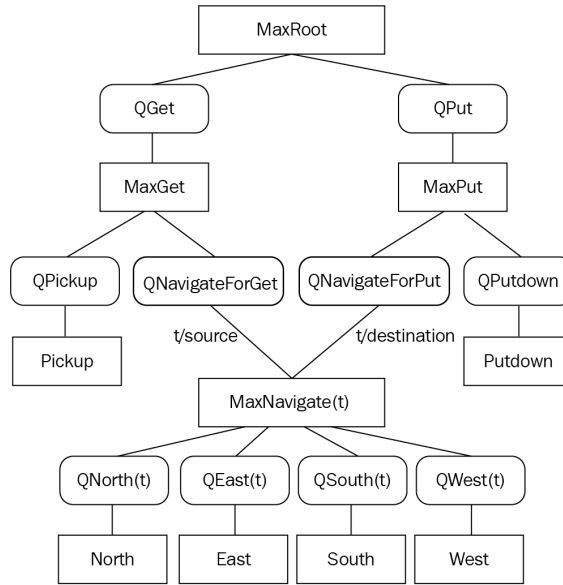 MaxRoot
QGet
QPut
MaxGet
MaxPut
QPickup
QNavigateForGet
QNavigateForPut
QPutdown
t/source
t/destination
Pickup
Putdown
MaxNavigate(t)
QNorth(t)
QEast(t)
QSouth(t)
QWest(t)
North
East
South
West